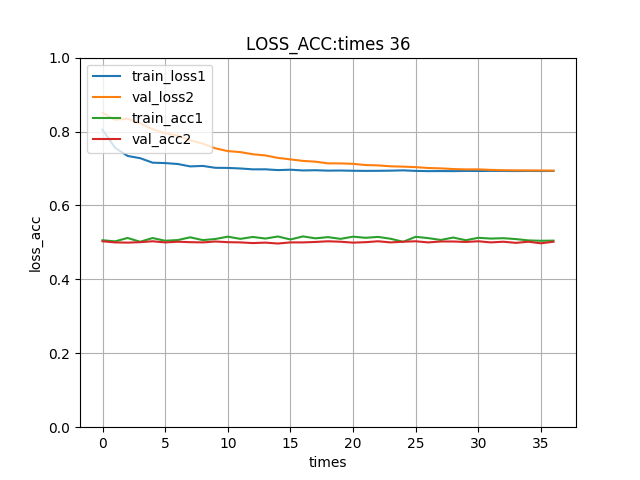 LOSS_ACC:times 36
1.0
0.8
0.6
0.4
0.2
0.0
loss_acc
train_loss1
val_loss2
train_acc1
val_acc2
0 5 10 15 20 25 30 35
times